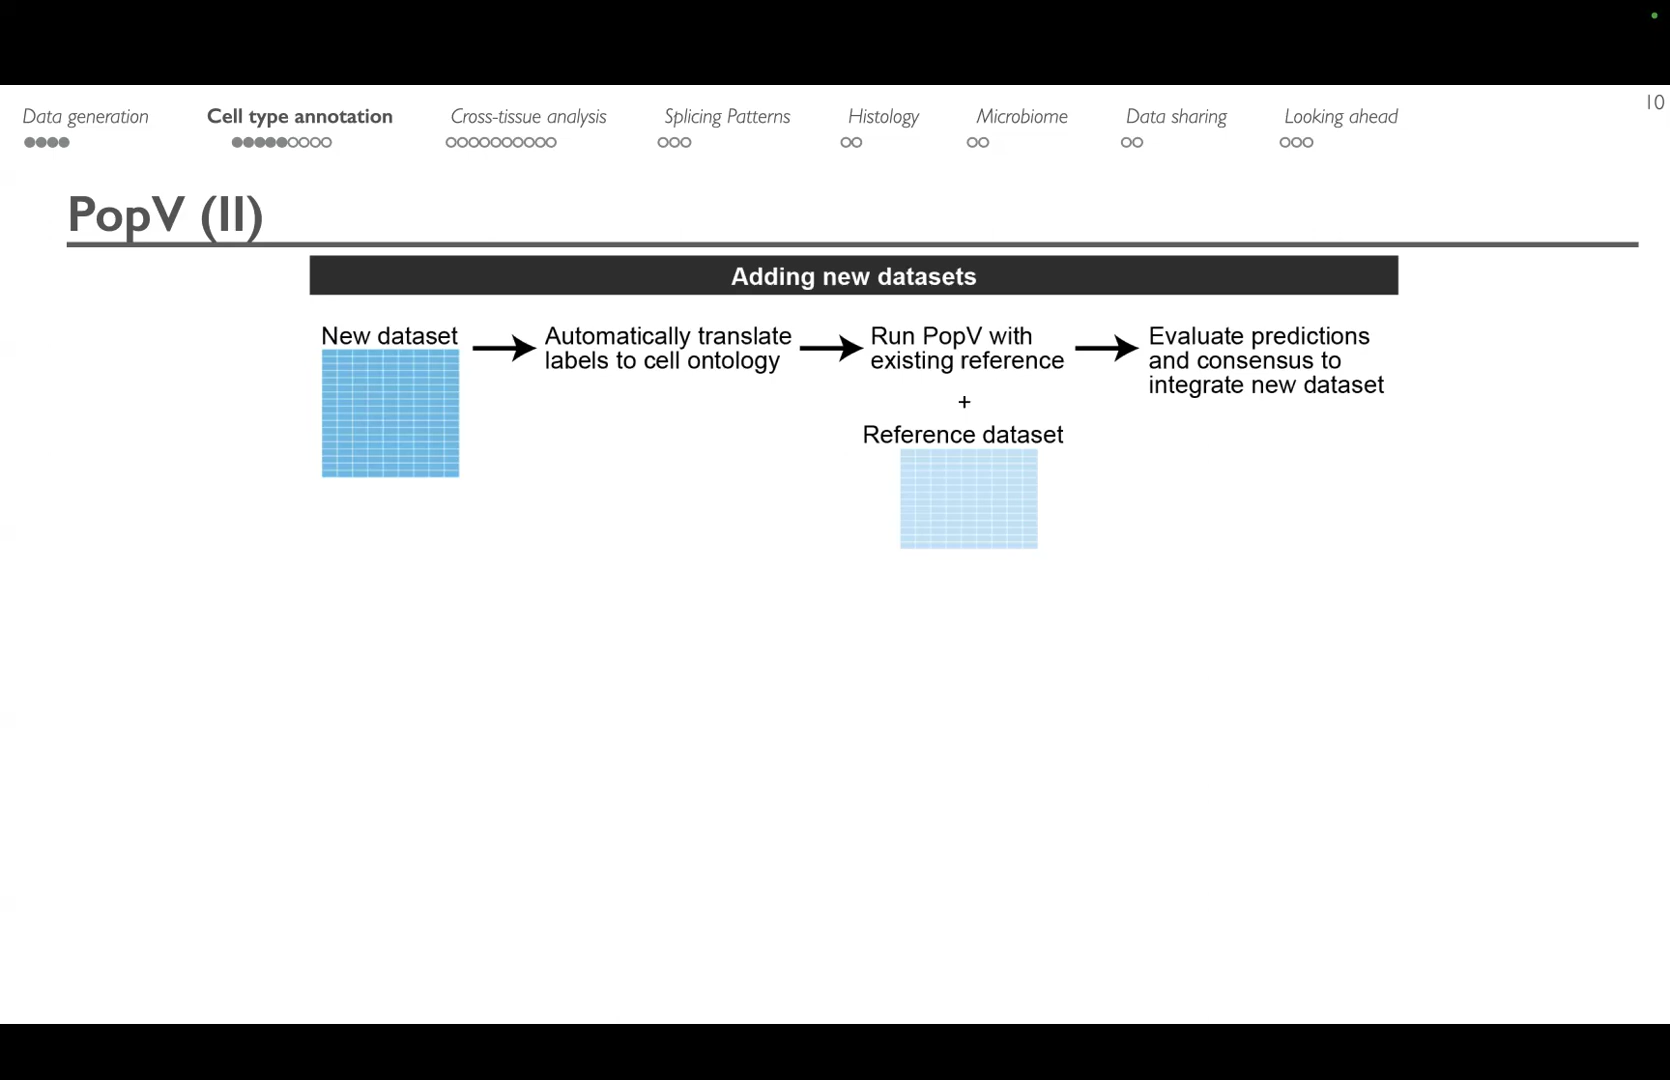 10
Data generation
Cell type annotation
Cross-tissue analysis
Splicing Patterns
Histology
Microbiome
Data sharing
Looking ahead
PopV (II)
Adding new datasets
New dataset
Automatically translate
labels to cell ontology
Run PopV with
existing reference
+
Reference dataset
Evaluate predictions
and consensus to
integrate new dataset